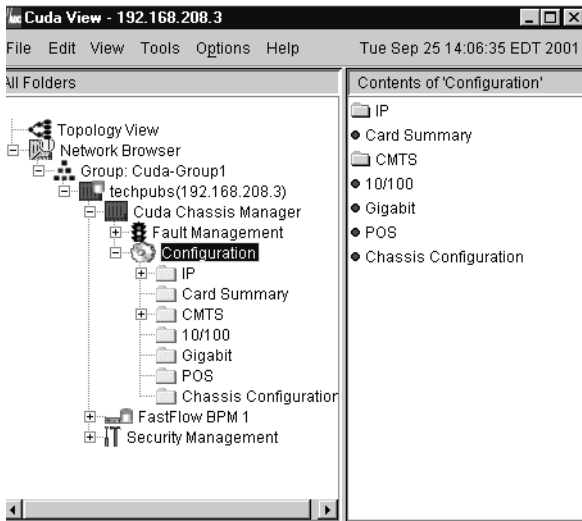 Cuda View - 192.168.208.3
File Edit View Tools Options Help Tue Sep 25 14:06:35 EDT 2001
All Folders
Topology View
Network Browser
Group: Cuda-Group1
techpubs(192.168.208.3)
Cuda Chassis Manager
Fault Management
Configuration
IP
Card Summary
CMTS
10/100
Gigabit
POS
Chassis Configuration
FastFlow BPM 1
Security Management
Contents of 'Configuration'
IP
Card Summary
CMTS
10/100
Gigabit
POS
Chassis Configuration